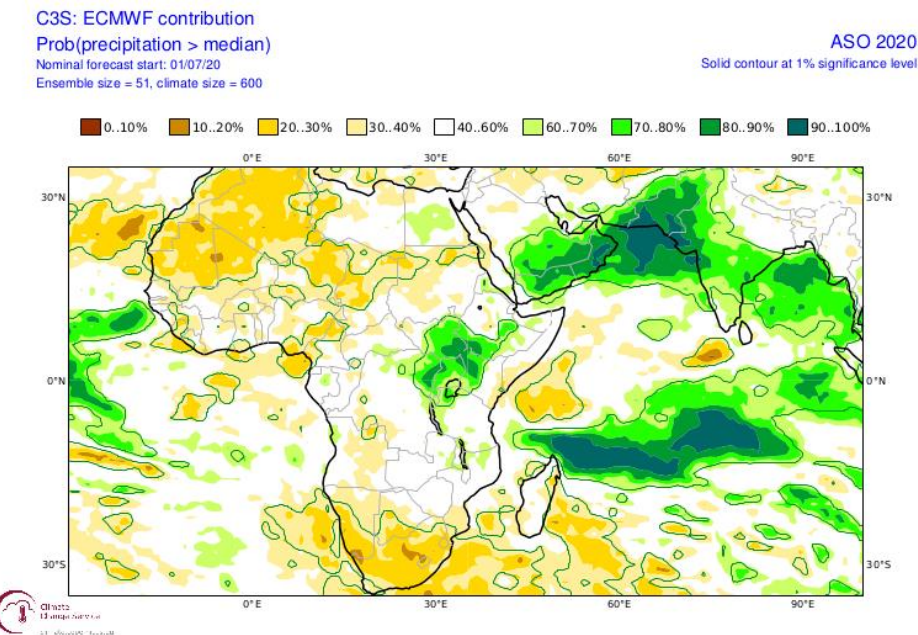 C3S: ECMWF contribution
Prob(precipitation > median)
Nominal forecast start: 01/07/20
Ensemble size = 51, climate size = 600
ASO 2020
Solid contour at 1% significance level
0..10% 10..20% 20..30% 30..40% 40..60% 60..70% 70..80% 80..90% 90..100%
0°E 30°E 60°E 90°E
30°N 30°N
0°N 0°N
30°S 30°S
0°E 30°E 60°E 90°E
Climate
Change Service